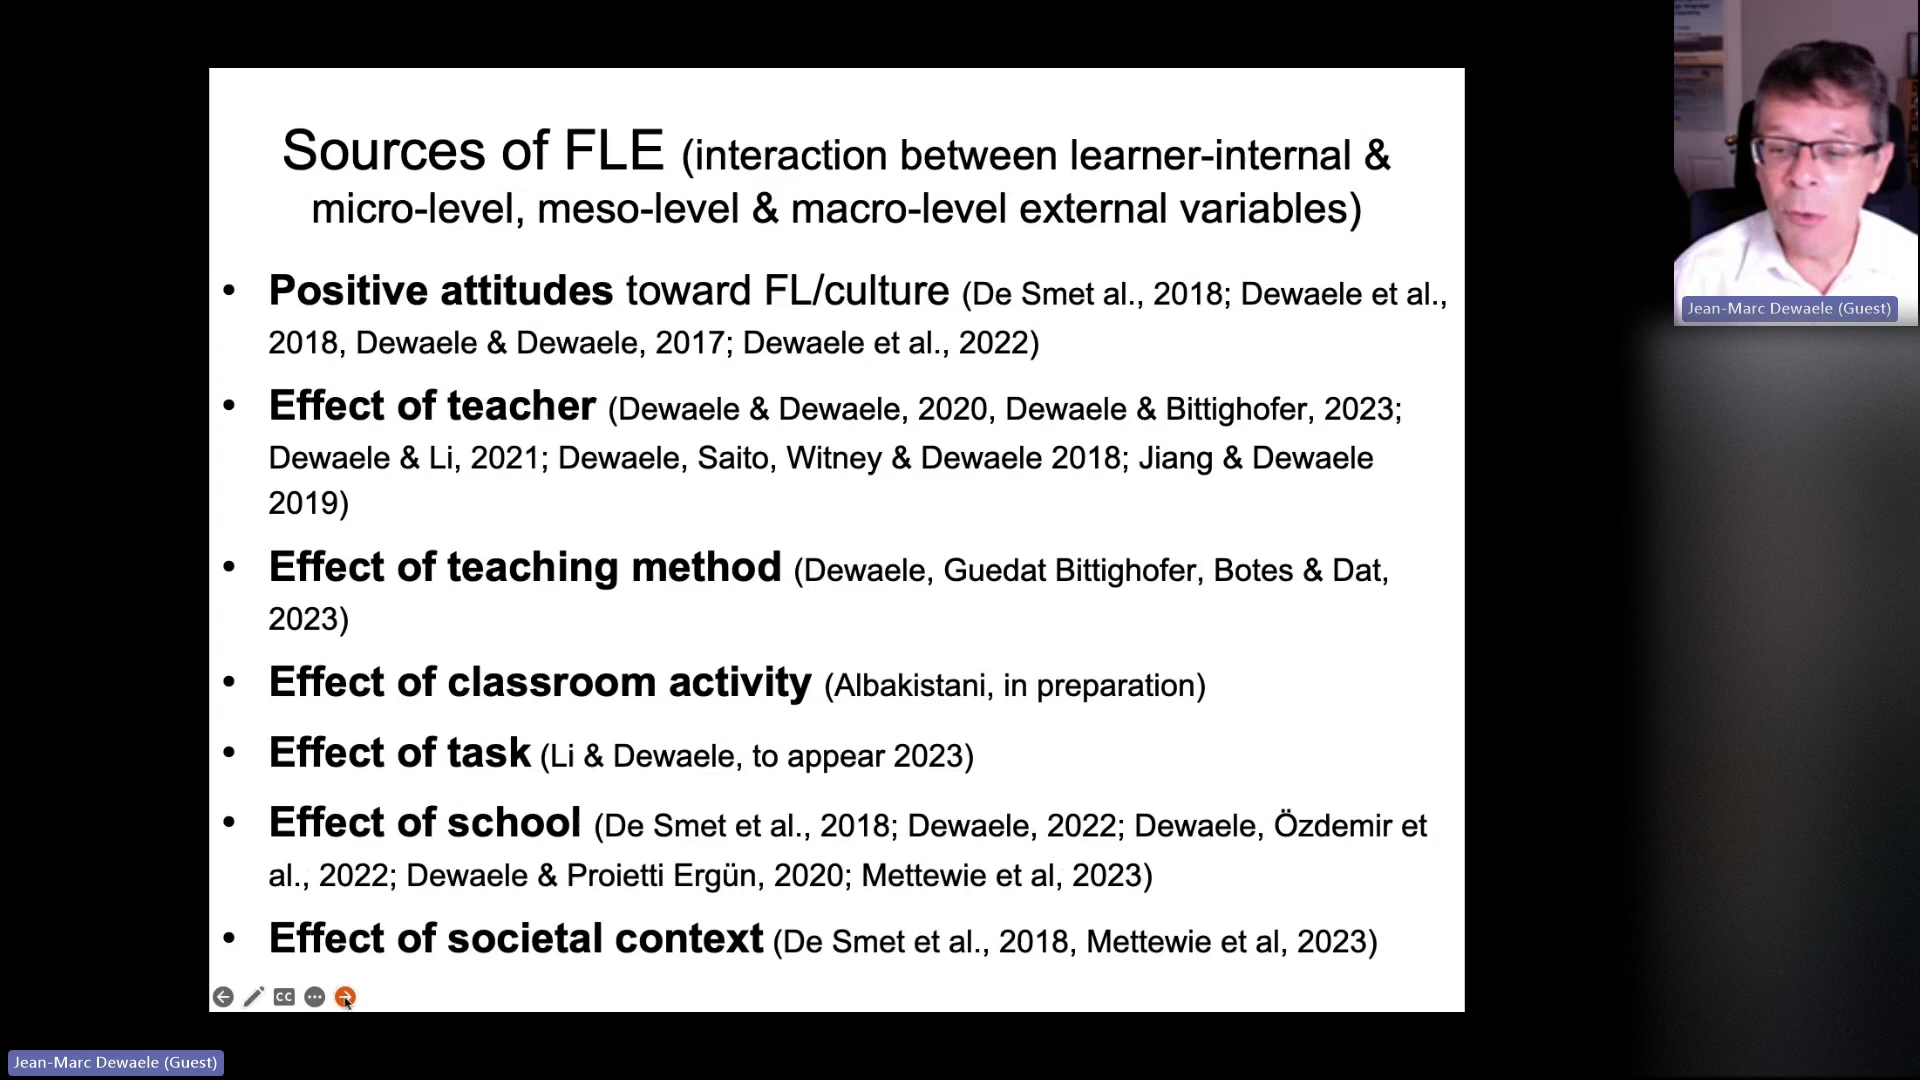 Sources of FLE (interaction between learner-internal &
micro-level, meso-level & macro-level external variables)
• Positive attitudes toward FL/culture (De Smet al., 2018; Dewaele et al.,
2018, Dewaele & Dewaele, 2017; Dewaele et al., 2022)
• Effect of teacher (Dewaele & Dewaele, 2020, Dewaele & Bittighofer, 2023;
Dewaele & Li, 2021; Dewaele, Saito, Witney & Dewaele 2018; Jiang & Dewaele
2019)
• Effect of teaching method (Dewaele, Guedat Bittighofer, Botes & Dat,
2023)
• Effect of classroom activity (Albakistani, in preparation)
• Effect of task (Li & Dewaele, to appear 2023)
• Effect of school (De Smet et al., 2018; Dewaele, 2022; Dewaele, Özdemir et
al., 2022; Dewaele & Proietti Ergün, 2020; Mettewie et al, 2023)
• Effect of societal context (De Smet et al., 2018, Mettewie et al, 2023)
CC
Jean-Marc Dewaele (Guest)
Jean-Marc Dewaele (Guest)